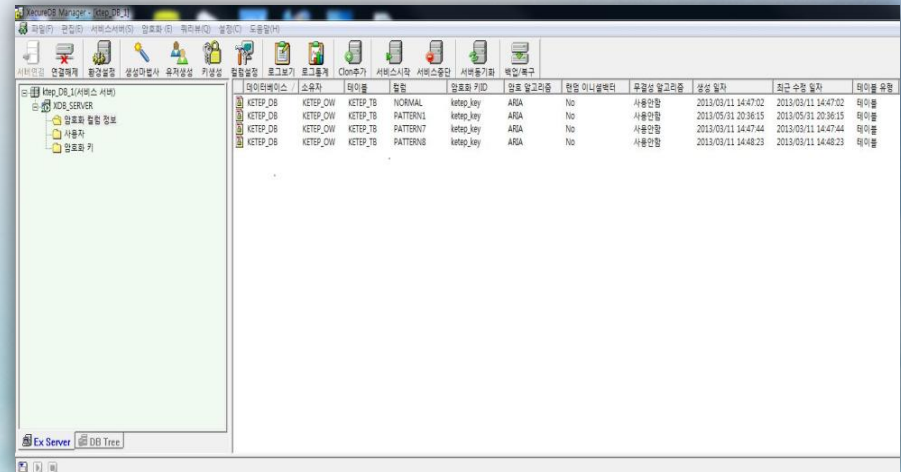 XecureDB Manager - [ktep_DB_1]
파일(F) 편집(E) 서비스서버(S) 암호화(E) 쿼리뷰(Q) 설정(C) 도움말(H)
서버연결 연결해제 환경설정 생성마법사 유저생성 키생성 컬럼설정 로그보기 로그통계 Clon추가 서비스시작 서비스중단 서버동기화 백업/복구
데이터베이스 / 소유자 테이블 컬럼 암호화 키ID 암호 알고리즘 랜덤 이니셜벡터 무결성 알고리즘 생성 일자 최근 수정 일자 테이블 유형
KETEP_DB KETEP_OW KETEP_TB NORMAL ketep_key ARIA No 사용안함 2013/03/11 14:47:02 2013/03/11 14:47:02 테이블
KETEP_DB KETEP_OW KETEP_TB PATTERN1 ketep_key ARIA No 사용안함 2013/05/31 20:36:15 2013/05/31 20:36:15 테이블
KETEP_DB KETEP_OW KETEP_TB PATTERN7 ketep_key ARIA No 사용안함 2013/03/11 14:47:44 2013/03/11 14:47:44 테이블
KETEP_DB KETEP_OW KETEP_TB PATTERN8 ketep_key ARIA No 사용안함 2013/03/11 14:48:23 2013/03/11 14:48:23 테이블
ktep_DB_1(서비스 서버)
XDB_SERVER
암호화 컬럼 정보
사용자
암호화 키
Ex Server DB Tree